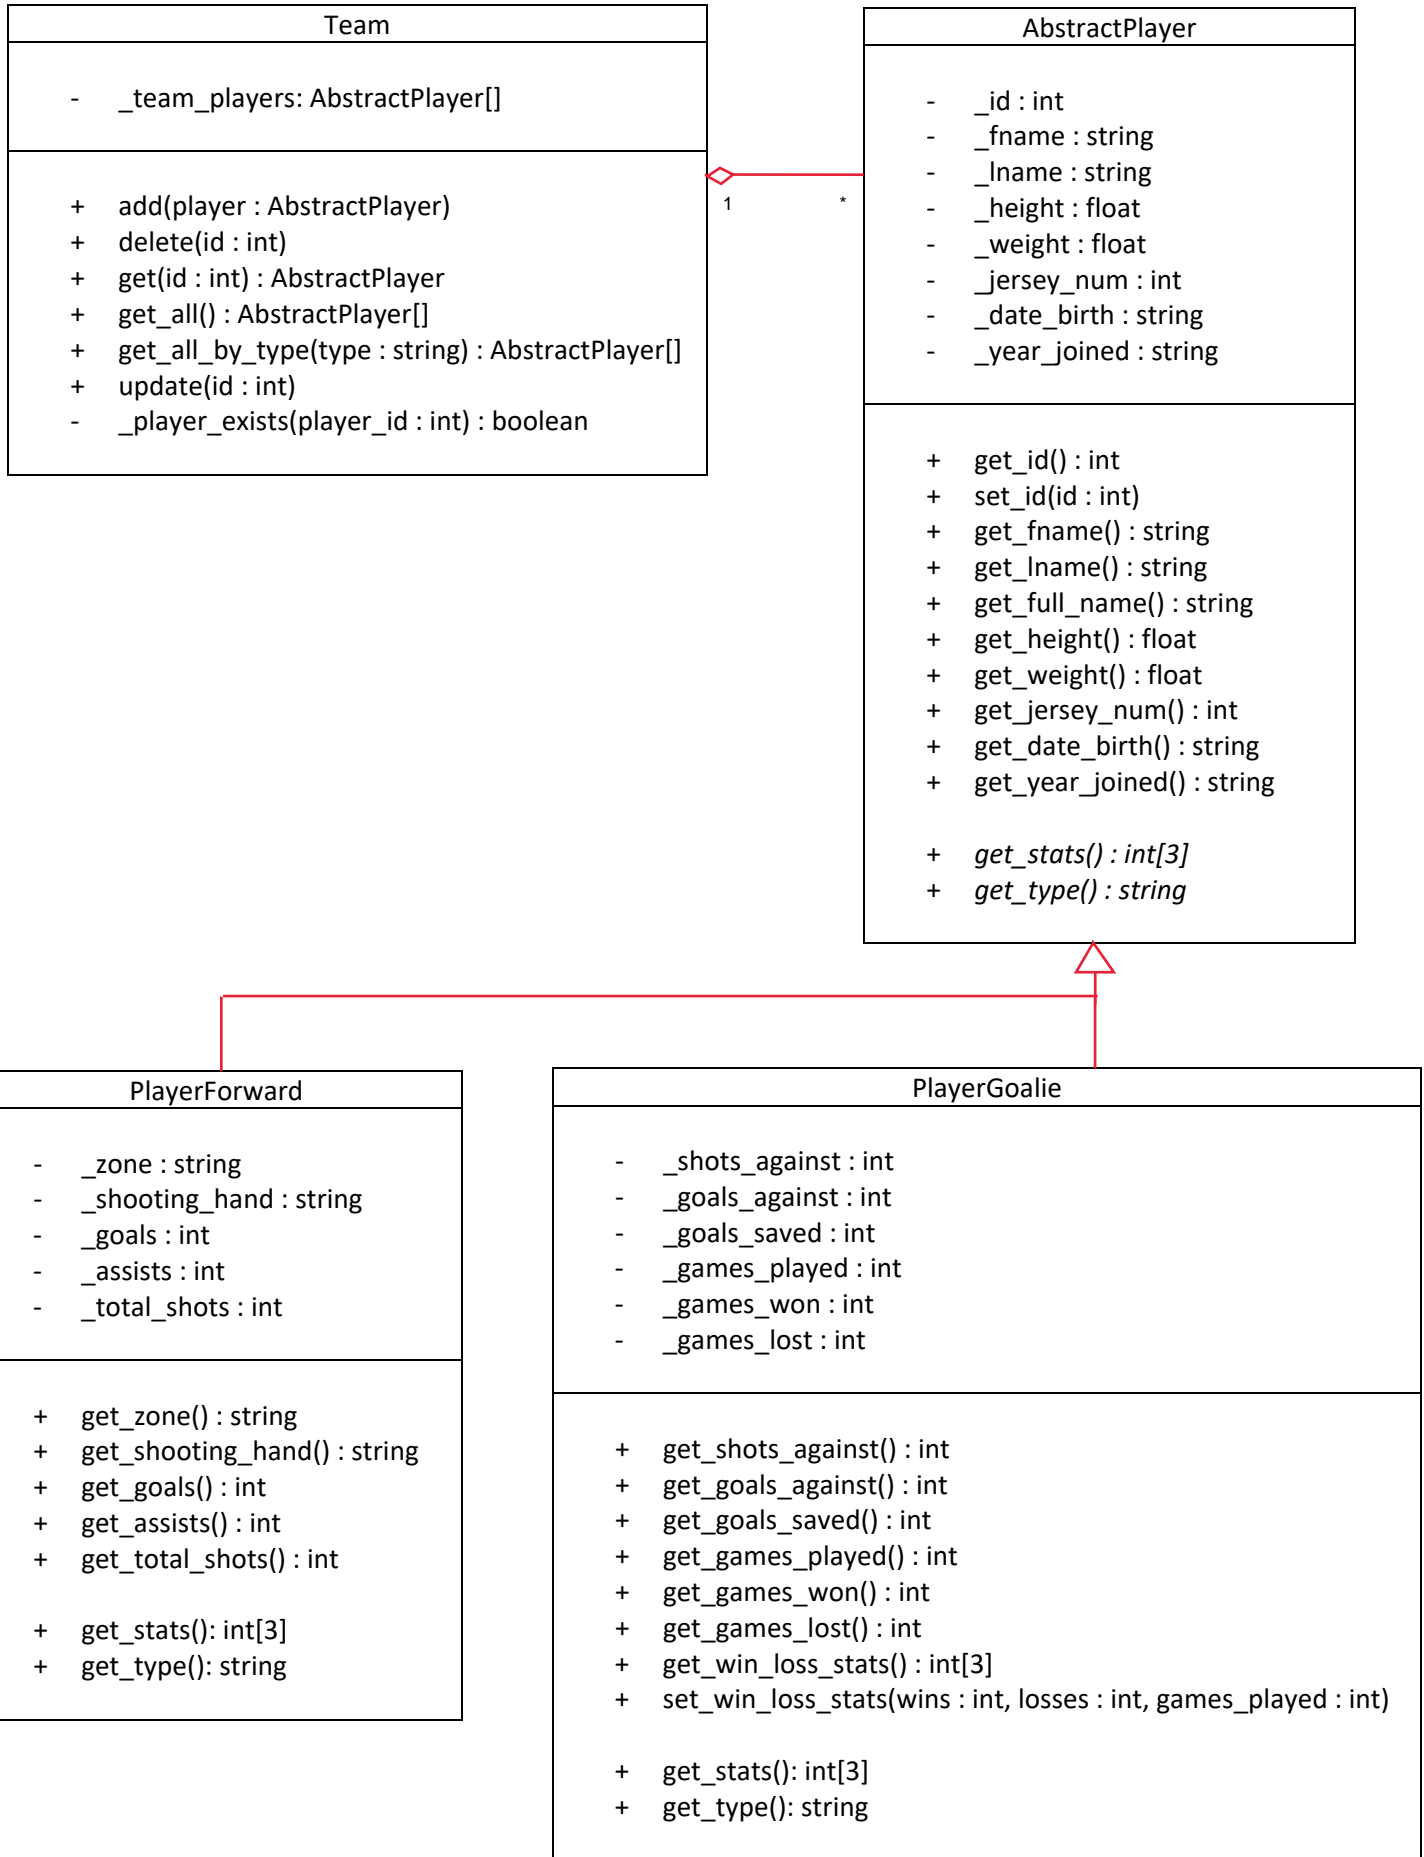 Team
- _team_players: AbstractPlayer[]
+ add(player : AbstractPlayer)
+ delete(id : int)
+ get(id : int) : AbstractPlayer
+ get_all() : AbstractPlayer[]
+ get_all_by_type(type : string) : AbstractPlayer[]
+ update(id : int)
- _player_exists(player_id : int) : boolean
1
*
AbstractPlayer
- _id : int
- _fname : string
- _lname : string
- _height : float
- _weight : float
- _jersey_num : int
- _date_birth : string
- _year_joined : string
+ get_id() : int
+ set_id(id : int)
+ get_fname() : string
+ get_lname() : string
+ get_full_name() : string
+ get_height() : float
+ get_weight() : float
+ get_jersey_num() : int
+ get_date_birth() : string
+ get_year_joined() : string
+ get_stats() : int[3]
+ get_type() : string
PlayerForward
- _zone : string
- _shooting_hand : string
- _goals : int
- _assists : int
- _total_shots : int
+ get_zone() : string
+ get_shooting_hand() : string
+ get_goals() : int
+ get_assists() : int
+ get_total_shots() : int
+ get_stats(): int[3]
+ get_type(): string
PlayerGoalie
- _shots_against : int
- _goals_against : int
- _goals_saved : int
- _games_played : int
- _games_won : int
- _games_lost : int
+ get_shots_against() : int
+ get_goals_against() : int
+ get_goals_saved() : int
+ get_games_played() : int
+ get_games_won() : int
+ get_games_lost() : int
+ get_win_loss_stats() : int[3]
+ set_win_loss_stats(wins : int, losses : int, games_played : int)
+ get_stats(): int[3]
+ get_type(): string